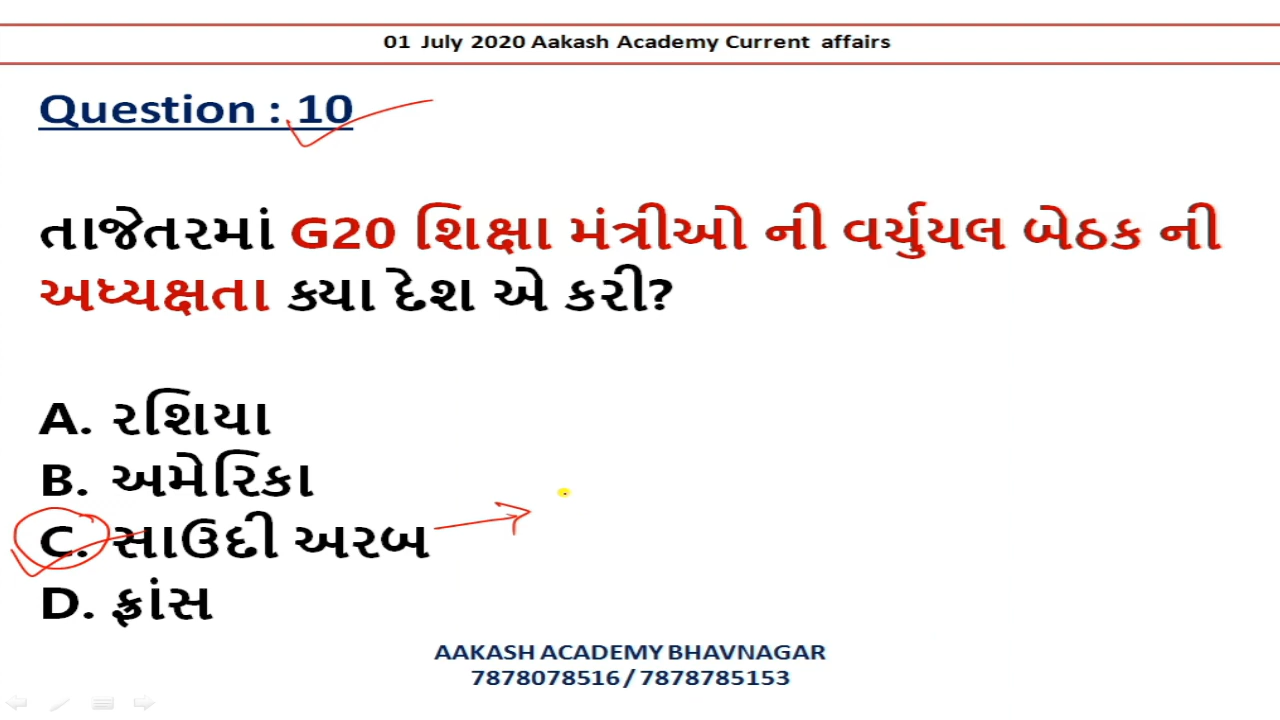 01 July 2020 Aakash Academy Current affairs
Question : 10
તાજેતરમાં G20 શિક્ષા મંત્રીઓ ની વર્ચુયલ બેઠક ની
અધ્યક્ષતા ક્યા દેશ એ કરી?
A. રશિયા
B. અમેરિકા
C. સાઉદી અરબ
D. ફ્રાંસ
AAKASH ACADEMY BHAVNAGAR
7878078516 / 7878785153